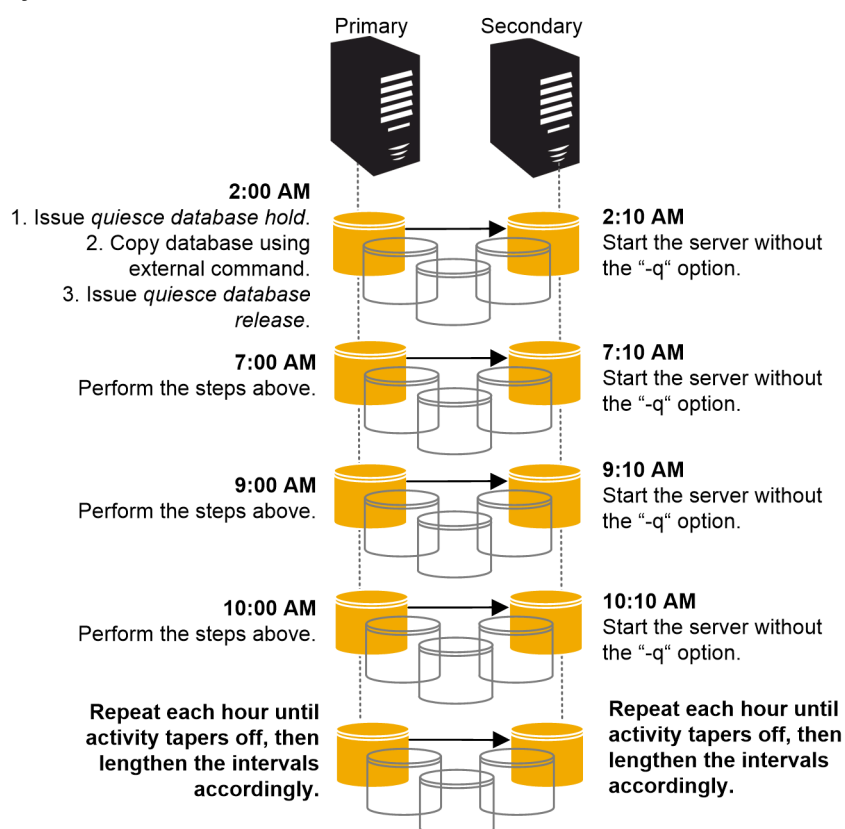 Primary
Secondary
2:00 AM
1. Issue quiesce database hold.
2. Copy database using
external command.
3. Issue quiesce database
release.
2:10 AM
Start the server without
the “-q“ option.
7:00 AM
Perform the steps above.
7:10 AM
Start the server without
the “-q“ option.
9:00 AM
Perform the steps above.
9:10 AM
Start the server without
the “-q“ option.
10:00 AM
Perform the steps above.
10:10 AM
Start the server without
the “-q“ option.
Repeat each hour until
activity tapers off, then
lengthen the intervals
accordingly.
Repeat each hour until
activity tapers off, then
lengthen the intervals
accordingly.